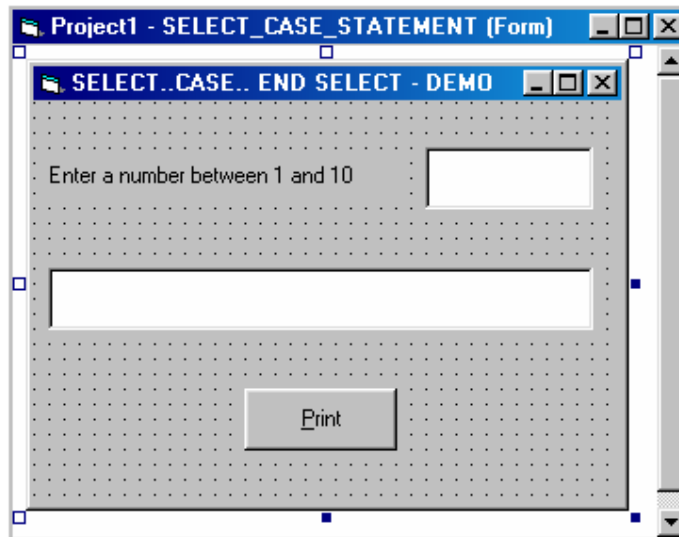 Project1 - SELECT_CASE_STATEMENT (Form)
SELECT..CASE.. END SELECT - DEMO
Enter a number between 1 and 10
Print